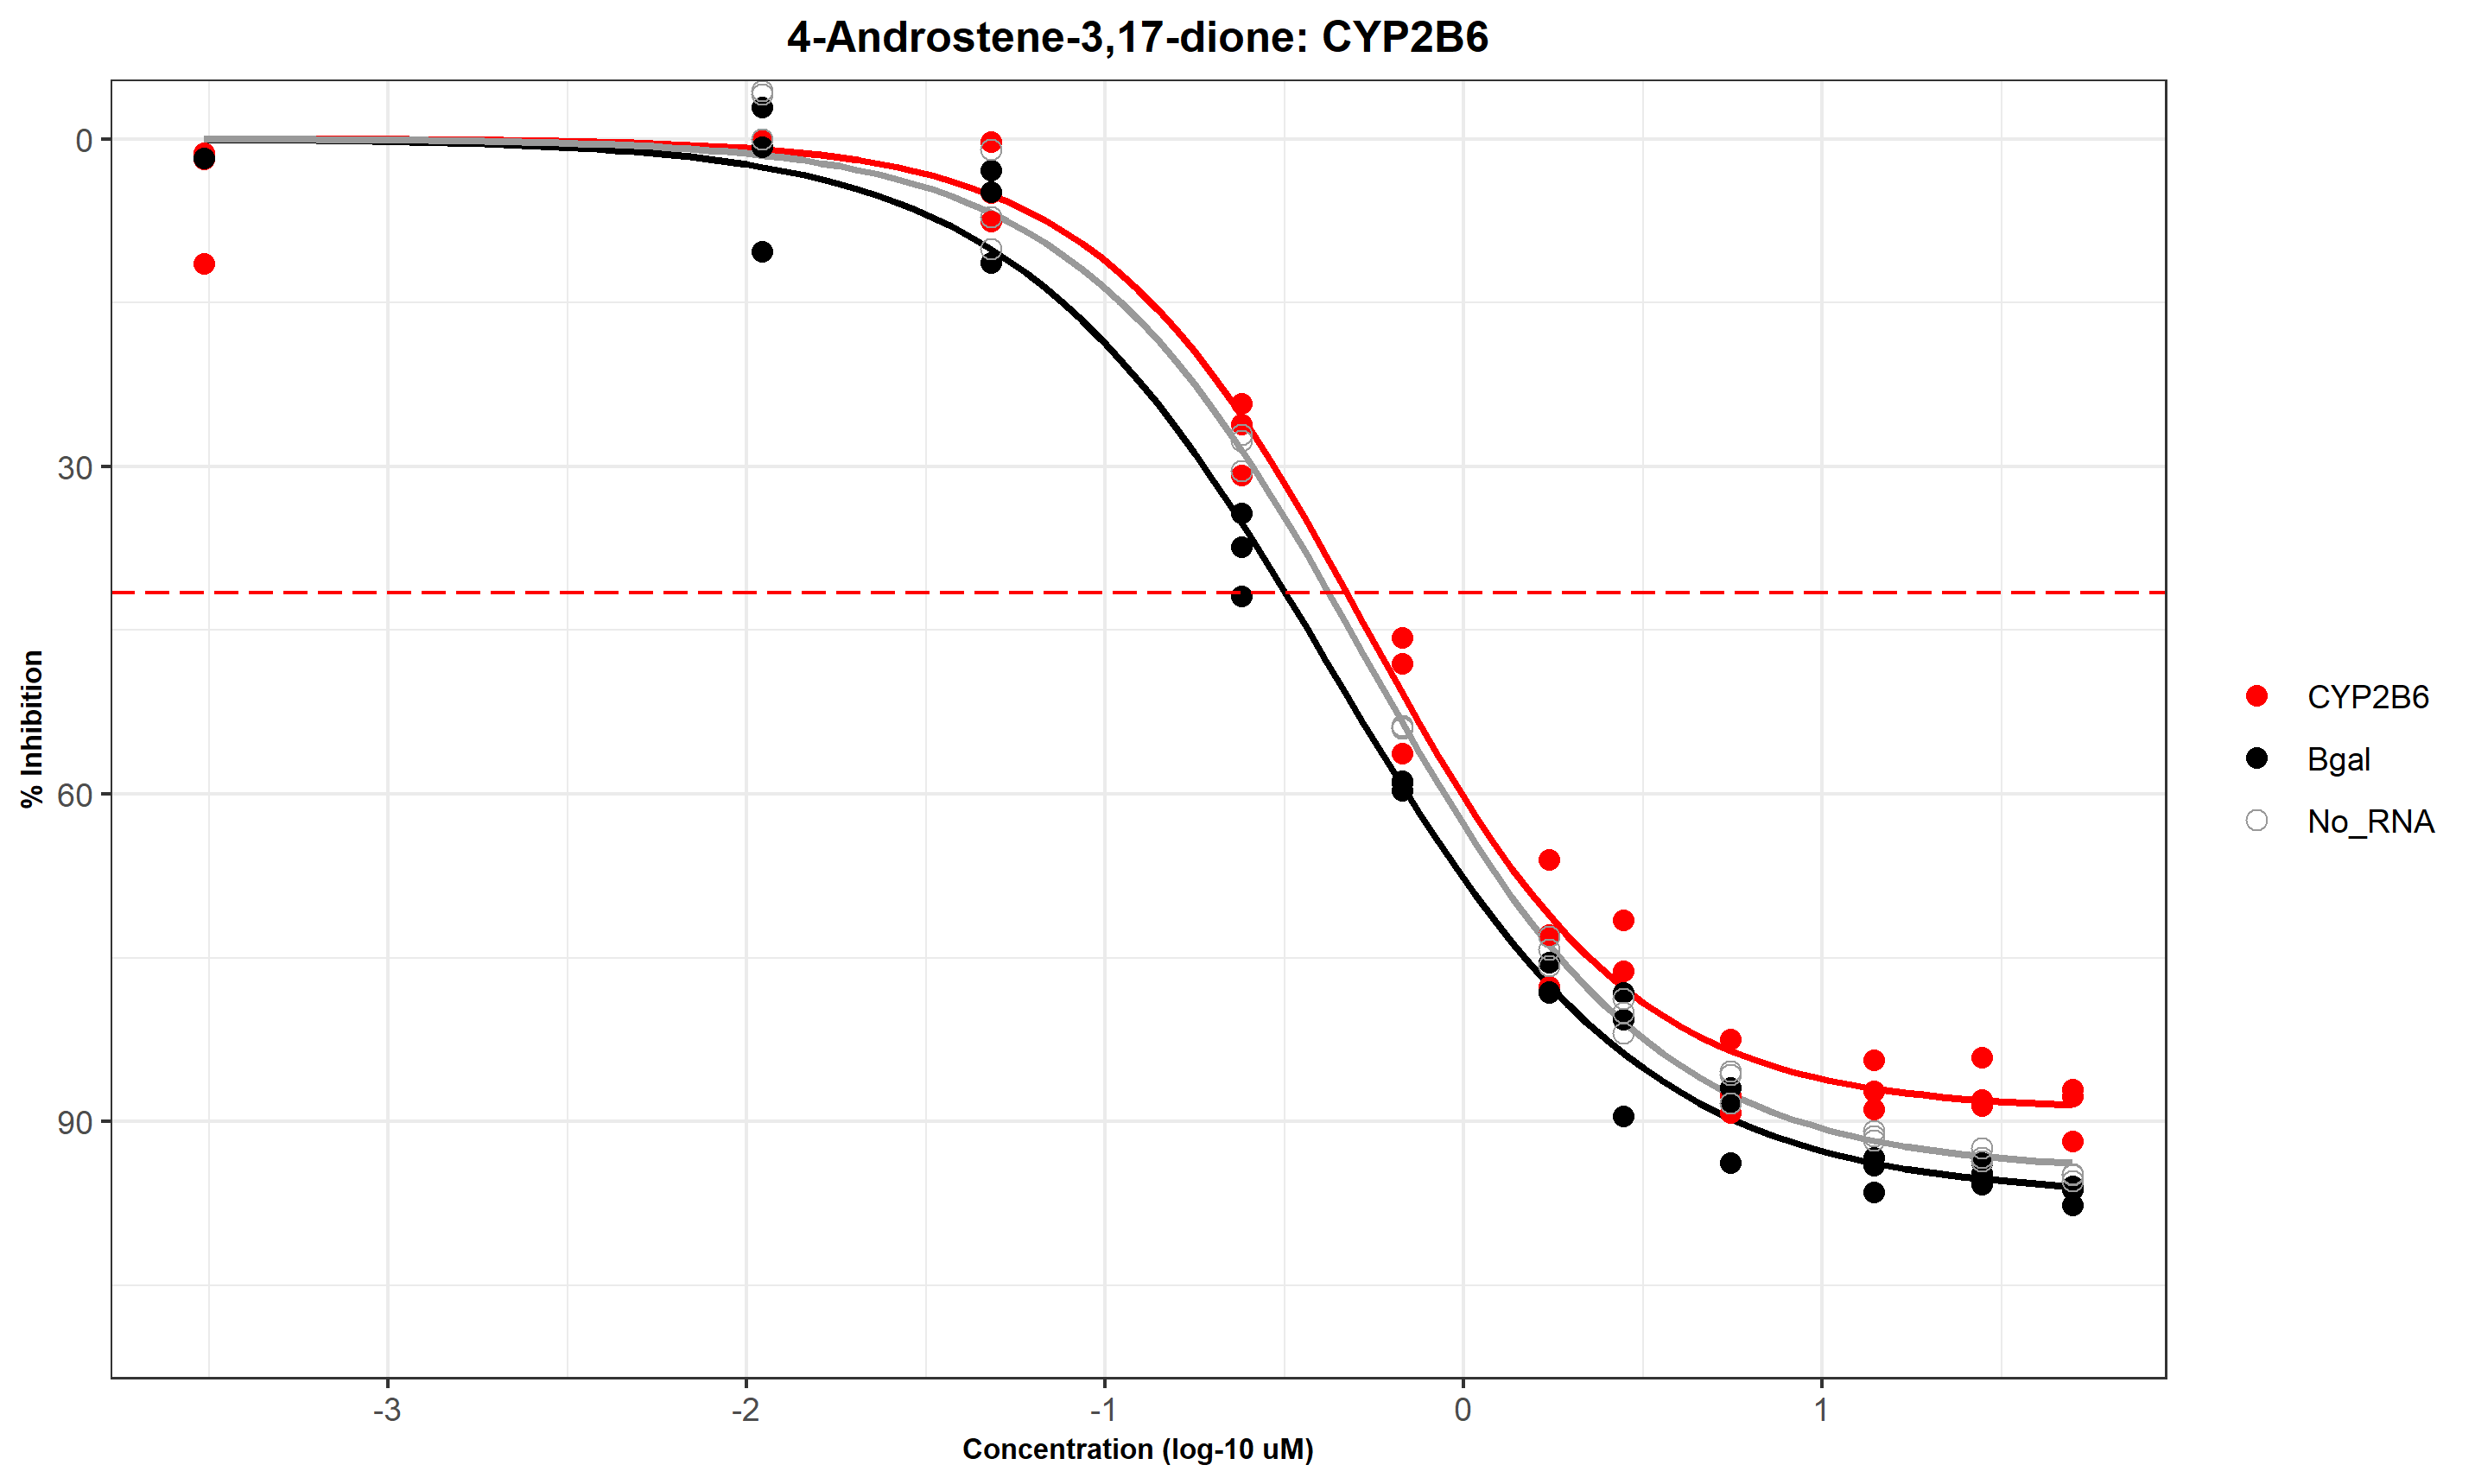 4-Androstene-3,17-dione: CYP2B6
0
30
60
90
% Inhibition
-3
-2
-1
0
1
Concentration (log-10 uM)
CYP2B6
Bgal
No_RNA